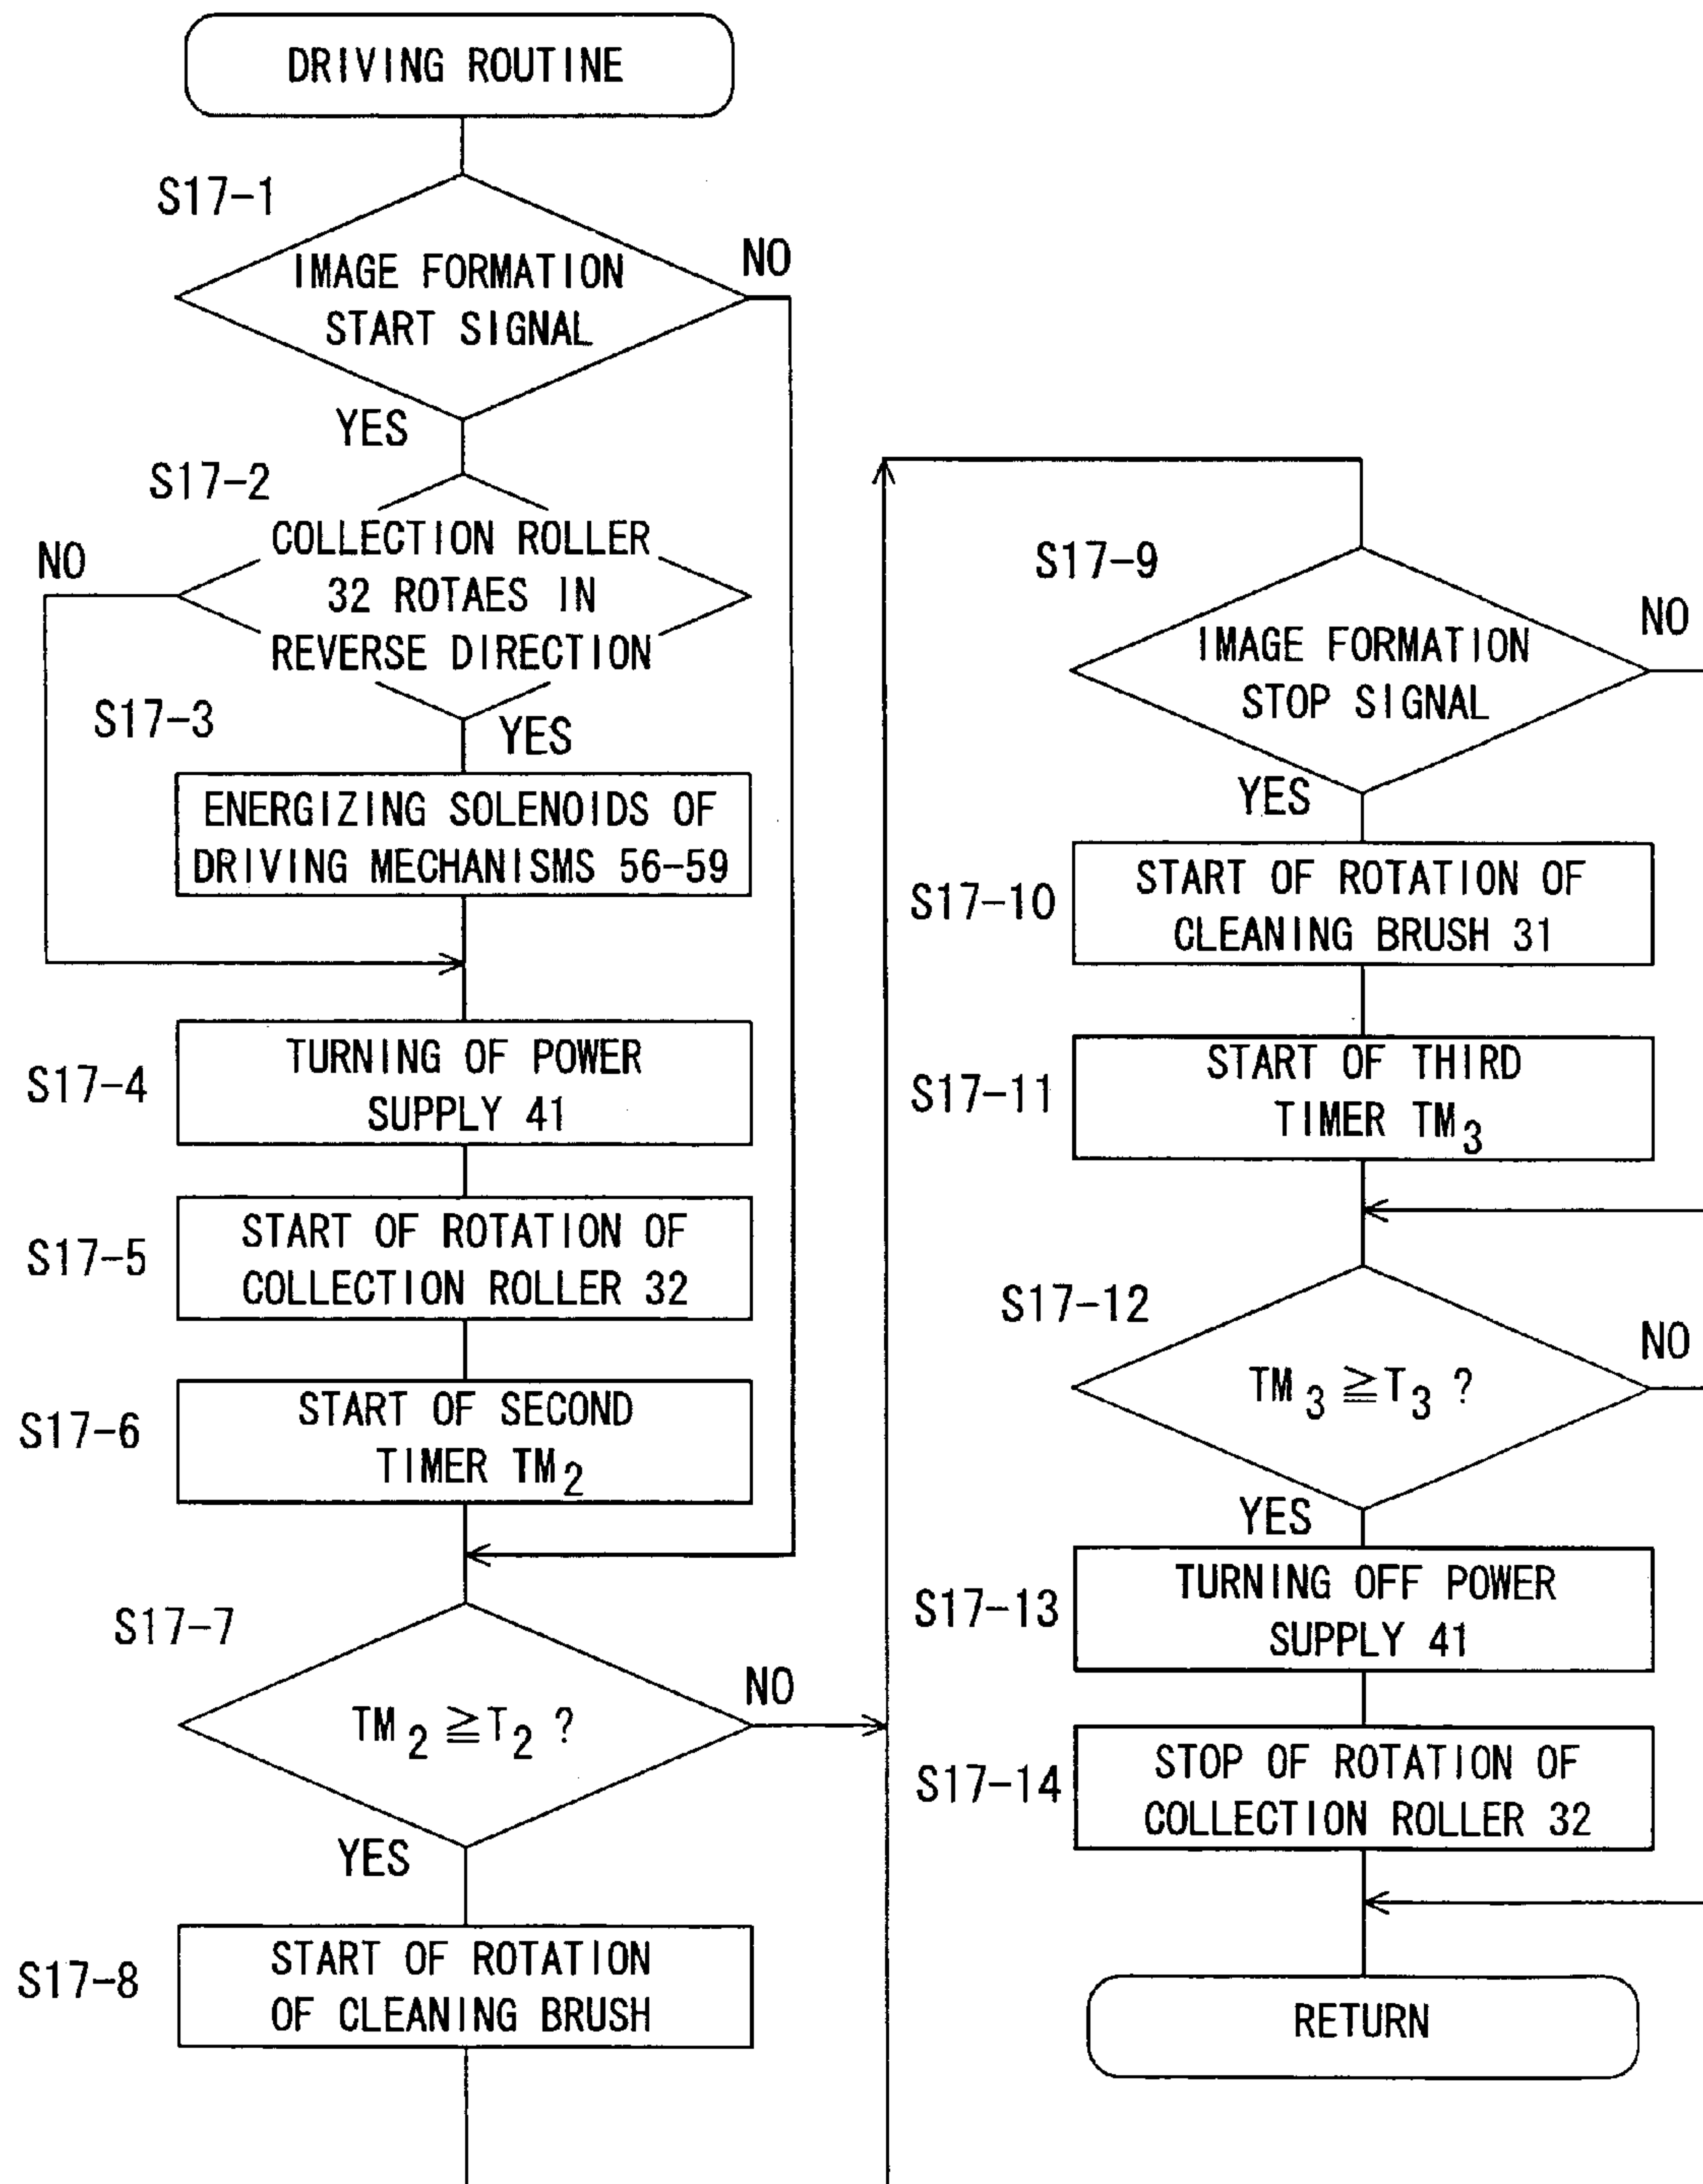 DRIVING ROUTINE
S17-1
IMAGE FORMATION
START SIGNAL
NO
YES
S17-2
COLLECTION ROLLER
32 ROTAES IN
REVERSE DIRECTION
NO
YES
S17-3
ENERGIZING SOLENOIDS OF
DRIVING MECHANISMS 56-59
S17-4
TURNING OF POWER
SUPPLY 41
S17-5
START OF ROTATION OF
COLLECTION ROLLER 32
S17-6
START OF SECOND
TIMER TM2
S17-7
TM2 ≧T2 ?
NO
YES
S17-8
START OF ROTATION
OF CLEANING BRUSH
S17-9
IMAGE FORMATION
STOP SIGNAL
NO
YES
S17-10
START OF ROTATION OF
CLEANING BRUSH 31
S17-11
START OF THIRD
TIMER TM3
S17-12
TM3 ≧T3 ?
NO
YES
S17-13
TURNING OFF POWER
SUPPLY 41
S17-14
STOP OF ROTATION OF
COLLECTION ROLLER 32
RETURN